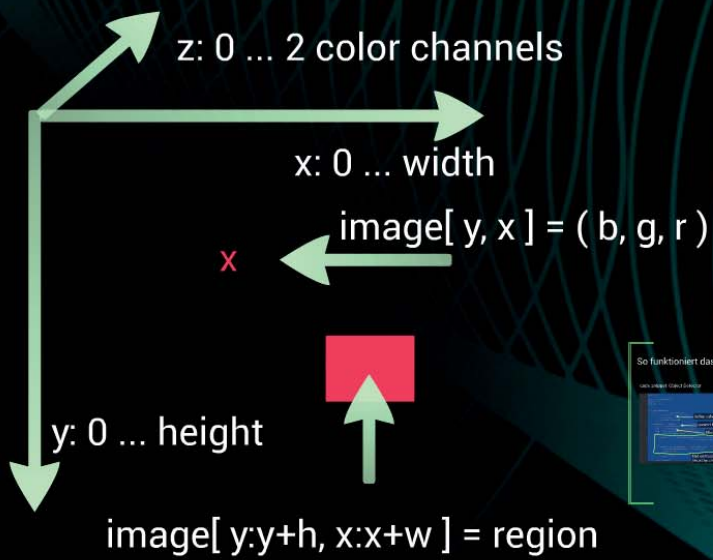 z: 0 ... 2 color channels
x: 0 ... width
image[ y, x ] = ( b, g, r )
x
y: 0 ... height
image[ y:y+h, x:x+w ] = region
So funktioniert das